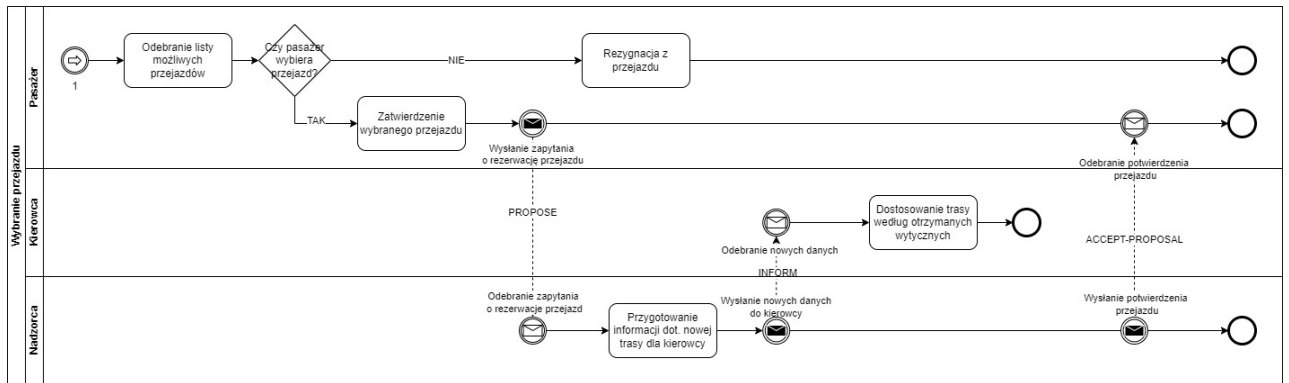 Wybranie przejazdu
Pasażer
1
Odebranie listy
możliwych
przejazdów
Czy pasażer
wybiera
przejazd?
NIE
Rezygnacja z
przejazdu
TAK
Zatwierdzenie
wybranego przejazdu
Wysłanie zapytania
o rezerwację przejazdu
Odebranie potwierdzenia
przejazdu
Kierowca
PROPOSE
Odebranie nowych danych
Dostosowanie trasy
według otrzymanych
wytycznych
INFORM
ACCEPT-PROPOSAL
Nadzorca
Odebranie zapytania
o rezerwacje przejazd
Przygotowanie
informacji dot. nowej
trasy dla kierowcy
Wysłanie nowych danych
do kierowcy
Wysłanie potwierdzenia
przejazdu